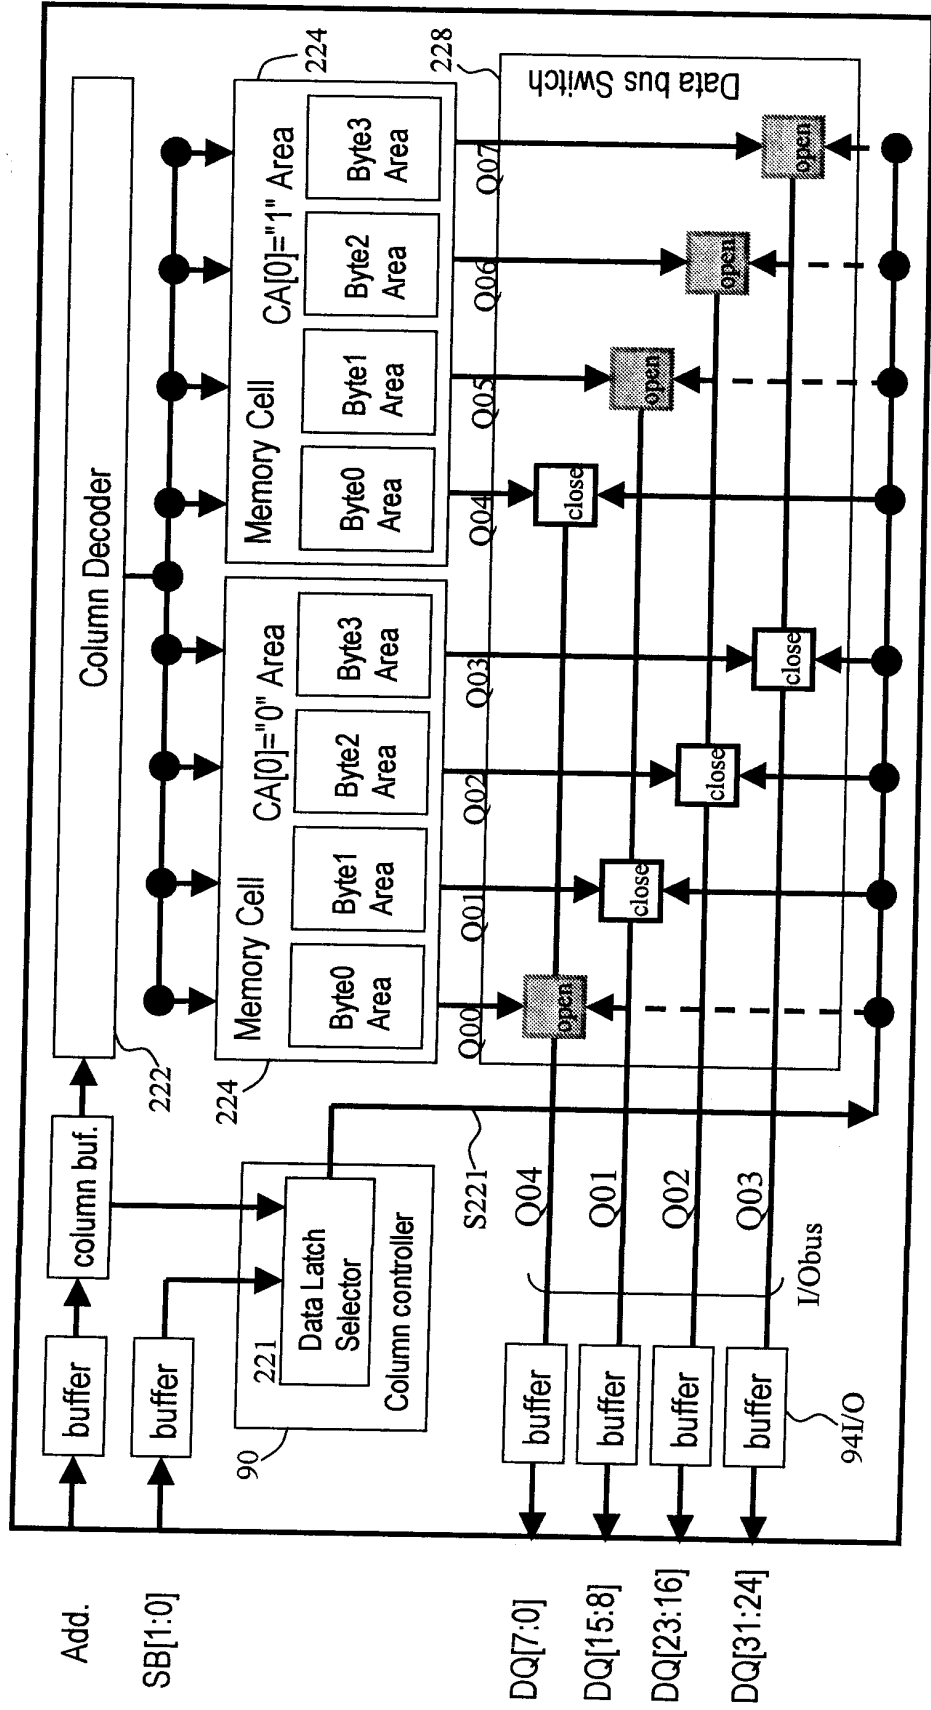 Add.
SB[1:0]
buffer
column buf.
Column Decoder
222
buffer
90
221
Data Latch
Selector
Column controller
224
Memory Cell
CA[0]="0" Area
Byte0
Area
Byte1
Area
Byte2
Area
Byte3
Area
224
Memory Cell
CA[0]="1" Area
Byte0
Area
Byte1
Area
Byte2
Area
Byte3
Area
S221
Q00
Q01
Q02
Q03
Q04
Q05
Q06
Q07
228
Data bus Switch
open
close
close
close
close
open
open
open
DQ[7:0]
buffer
Q04
DQ[15:8]
buffer
Q01
DQ[23:16]
buffer
Q02
DQ[31:24]
buffer
Q03
94I/O
I/Obus